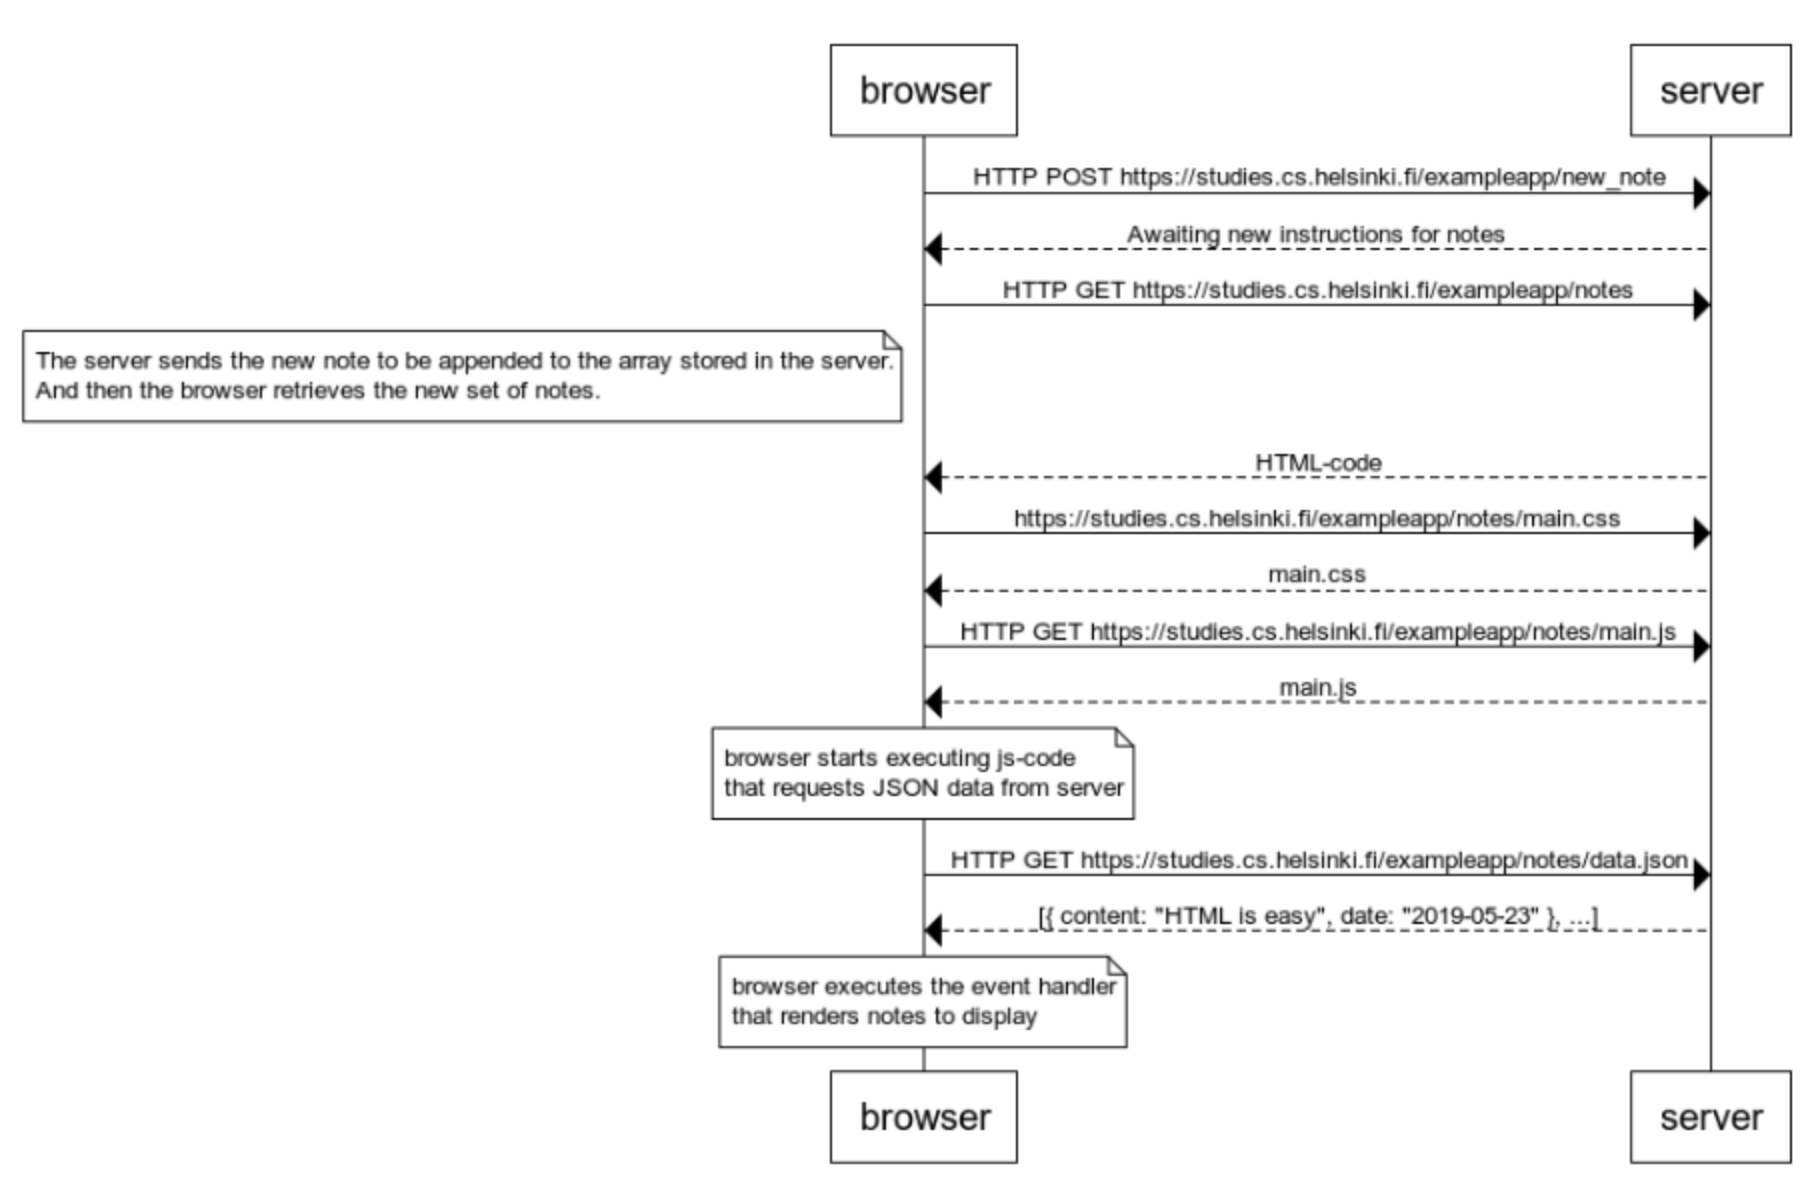 browser
server
HTTP POST https://studies.cs.helsinki.fi/exampleapp/new_note
Awaiting new instructions for notes
HTTP GET https://studies.cs.helsinki.fi/exampleapp/notes
The server sends the new note to be appended to the array stored in the server.
And then the browser retrieves the new set of notes.
HTML-code
https://studies.cs.helsinki.fi/exampleapp/notes/main.css
main.css
HTTP GET https://studies.cs.helsinki.fi/exampleapp/notes/main.js
main.js
browser starts executing js-code
that requests JSON data from server
HTTP GET https://studies.cs.helsinki.fi/exampleapp/notes/data.json
[{ content: "HTML is easy", date: "2019-05-23" }, ...]
browser executes the event handler
that renders notes to display
browser
server